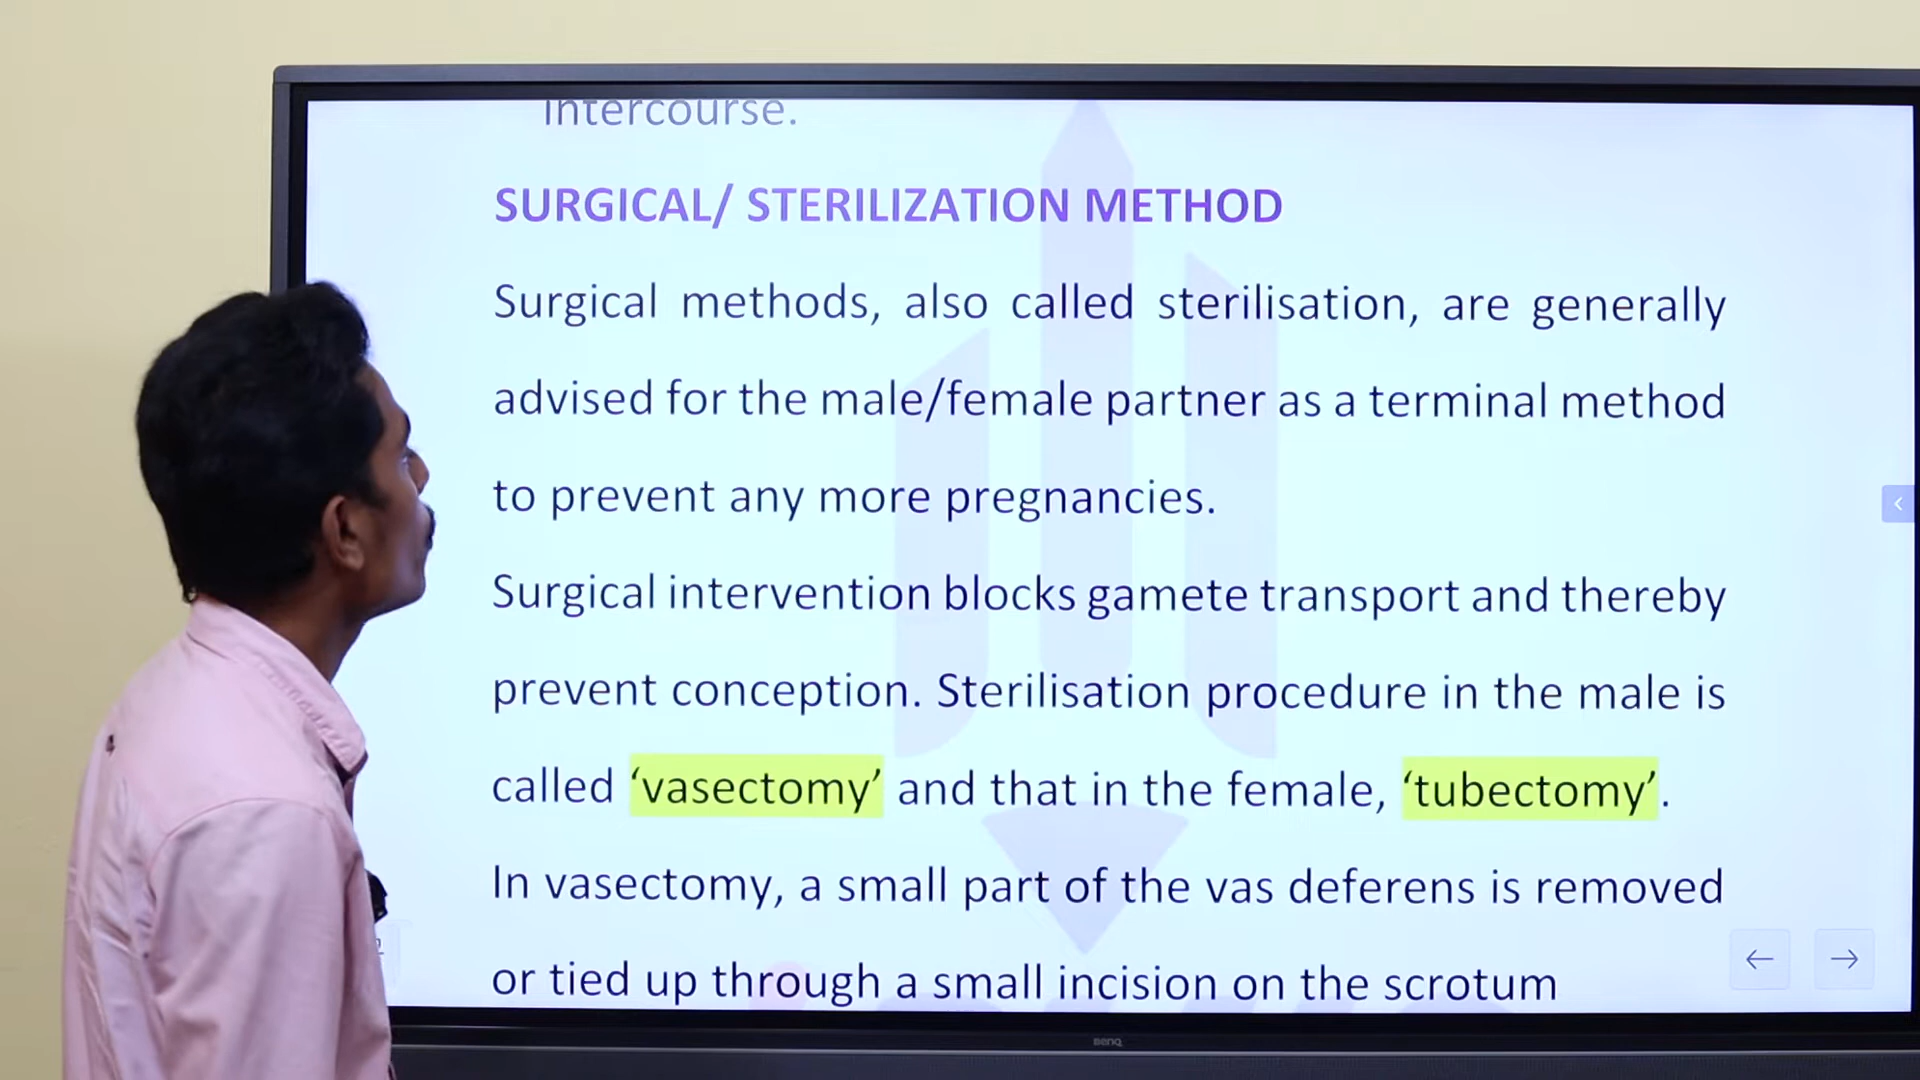 intercourse.
SURGICAL/ STERILIZATION METHOD
Surgical methods, also called sterilisation, are generally
advised for the male/female partner as a terminal method
to prevent any more pregnancies.
Surgical intervention blocks gamete transport and thereby
prevent conception. Sterilisation procedure in the male is
called ‘vasectomy’ and that in the female, ‘tubectomy’.
In vasectomy, a small part of the vas deferens is removed
or tied up through a small incision on the scrotum
BenQ